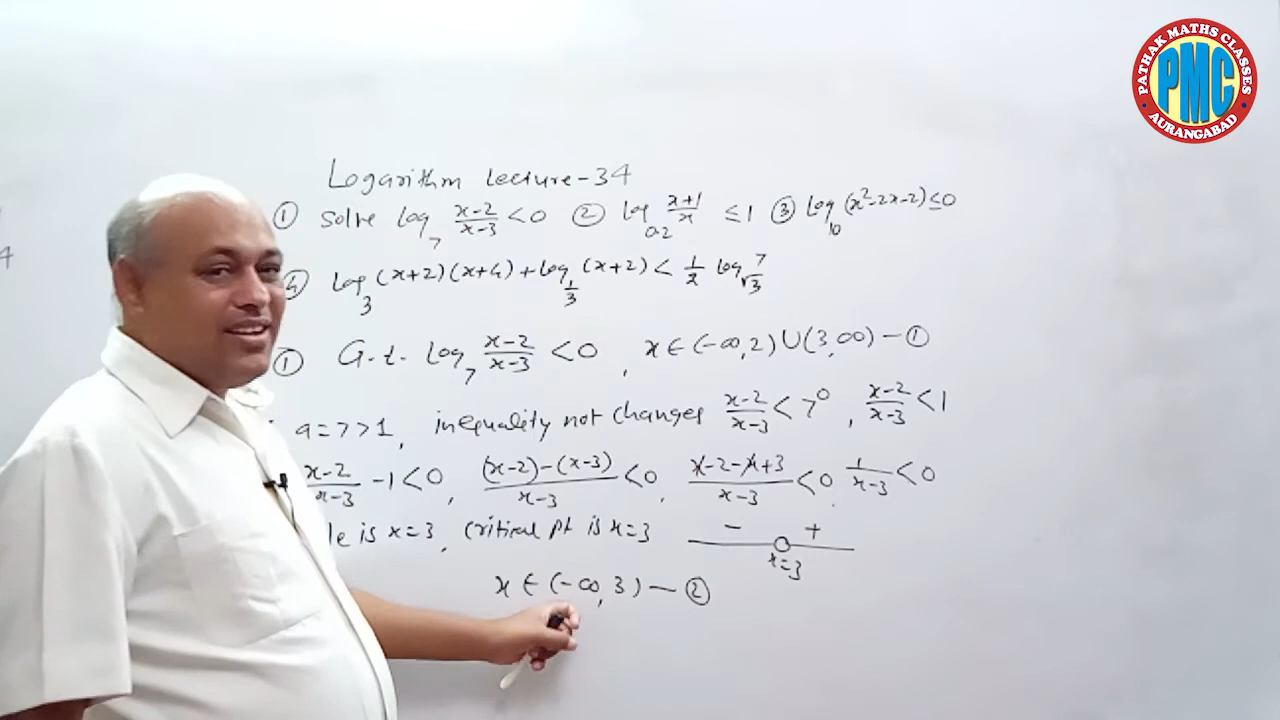 PATHAK MATHS CLASSES
PMC
AURANGABAD
Logarithm Lecture-34
① Solve log₇ (x-2)/(x-3) < 0 ② log₀.₂ (x+1)/x ≤ 1 ③ log₁₀ (x²-2x-2) ≤ 0
④ log₃ (x+2)(x+4) + log_(1/3) (x+2) < 1/2 log_√3 7
① G.t. log₇ (x-2)/(x-3) < 0, x ∈ (-∞,2) ∪ (3,∞) — ①
a=7>1, inequality not changes (x-2)/(x-3) < 7⁰, (x-2)/(x-3) < 1
(x-2)/(x-3) -1 < 0, ((x-2)-(x-3))/(x-3) < 0, (x-2-x+3)/(x-3) < 0, 1/(x-3) < 0
le is x=3, critical pt is x=3 - +
x=3
x ∈ (-∞, 3) — ②
4